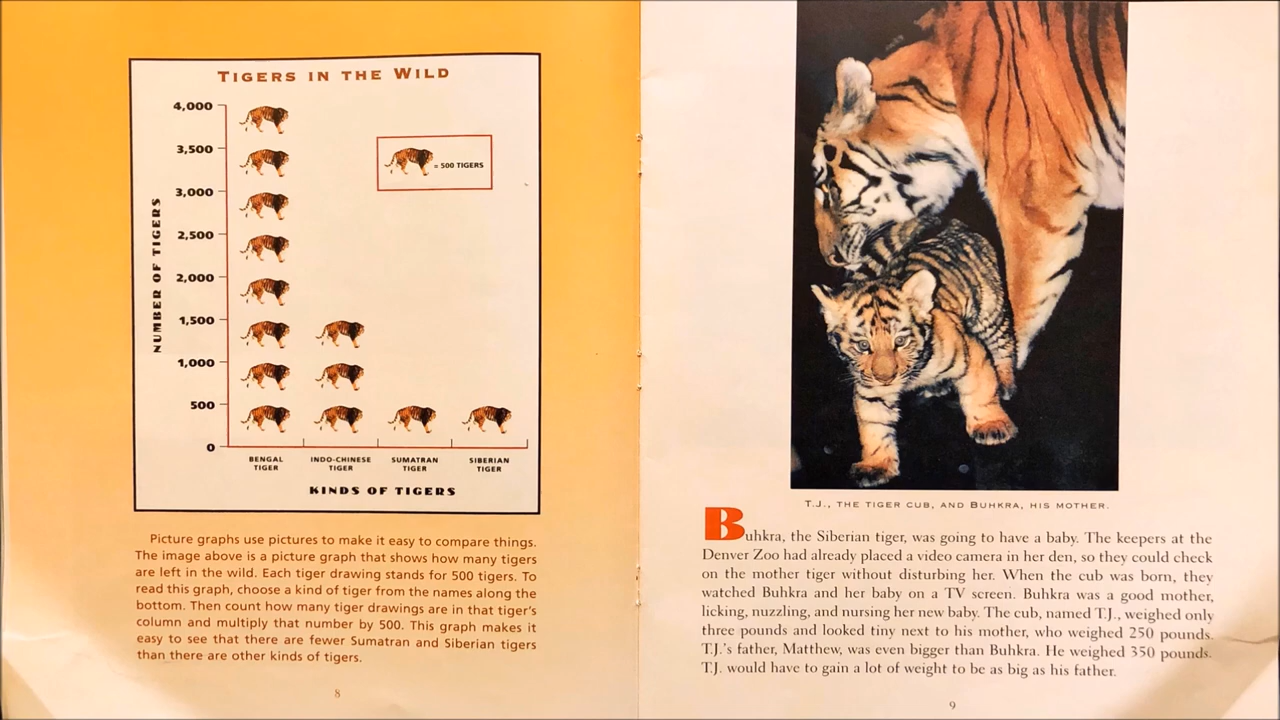 TIGERS IN THE WILD
4,000
3,500
= 500 TIGERS
3,000
2,500
2,000
1,500
1,000
500
0
NUMBER OF TIGERS
BENGAL TIGER
INDO-CHINESE TIGER
SUMATRAN TIGER
SIBERIAN TIGER
KINDS OF TIGERS
Picture graphs use pictures to make it easy to compare things.
The image above is a picture graph that shows how many tigers
are left in the wild. Each tiger drawing stands for 500 tigers. To
read this graph, choose a kind of tiger from the names along the
bottom. Then count how many tiger drawings are in that tiger's
column and multiply that number by 500. This graph makes it
easy to see that there are fewer Sumatran and Siberian tigers
than there are other kinds of tigers.
8
T.J., THE TIGER CUB, AND BUHKRA, HIS MOTHER.
Buhkra, the Siberian tiger, was going to have a baby. The keepers at the
Denver Zoo had already placed a video camera in her den, so they could check
on the mother tiger without disturbing her. When the cub was born, they
watched Buhkra and her baby on a TV screen. Buhkra was a good mother,
licking, nuzzling, and nursing her new baby. The cub, named T.J., weighed only
three pounds and looked tiny next to his mother, who weighed 250 pounds.
T.J.'s father, Matthew, was even bigger than Buhkra. He weighed 350 pounds.
T.J. would have to gain a lot of weight to be as big as his father.
9